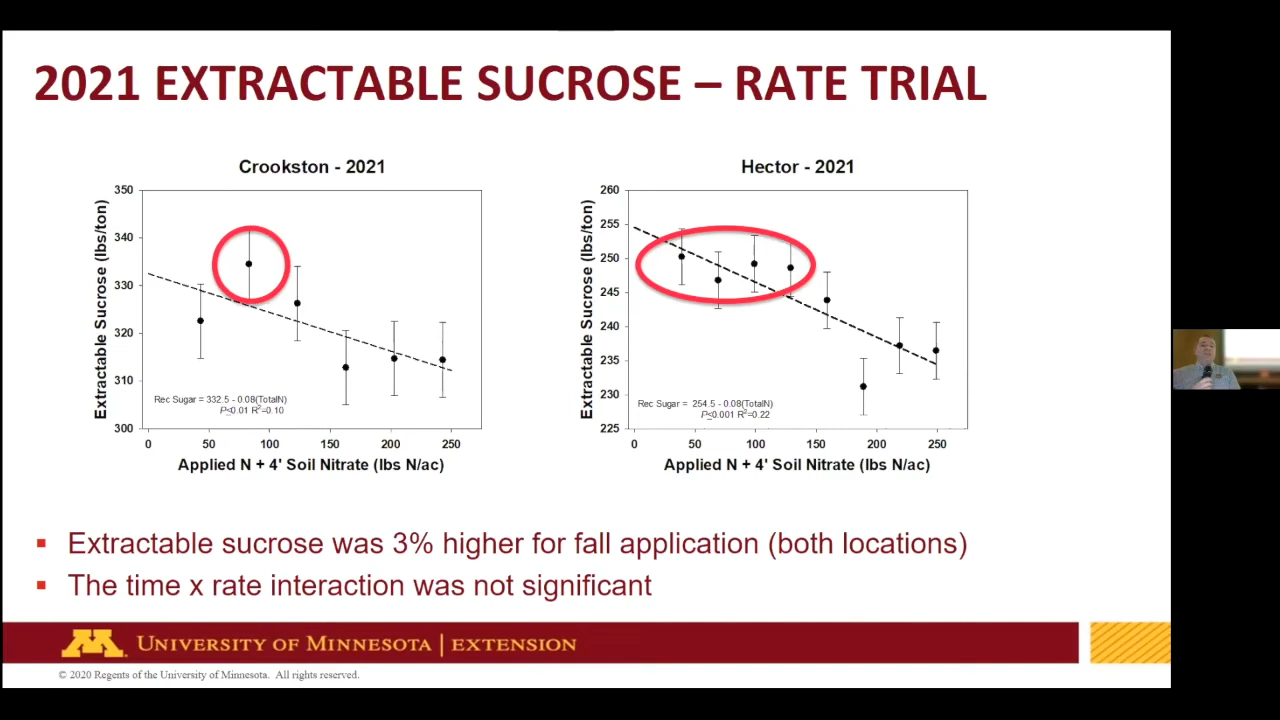 2021 EXTRACTABLE SUCROSE – RATE TRIAL
Crookston - 2021
Extractable Sucrose (lbs/ton)
350
340
330
320
310
300
Rec Sugar = 332.5 - 0.08(TotalN)
P≤0.01 R²=0.10
0 50 100 150 200 250
Applied N + 4' Soil Nitrate (lbs N/ac)
Hector - 2021
Extractable Sucrose (lbs/ton)
260
255
250
245
240
235
230
225
Rec Sugar = 254.5 - 0.08(TotalN)
P≤0.001 R²=0.22
0 50 100 150 200 250
Applied N + 4' Soil Nitrate (lbs N/ac)
▪ Extractable sucrose was 3% higher for fall application (both locations)
▪ The time x rate interaction was not significant
M UNIVERSITY OF MINNESOTA | EXTENSION
© 2020 Regents of the University of Minnesota. All rights reserved.